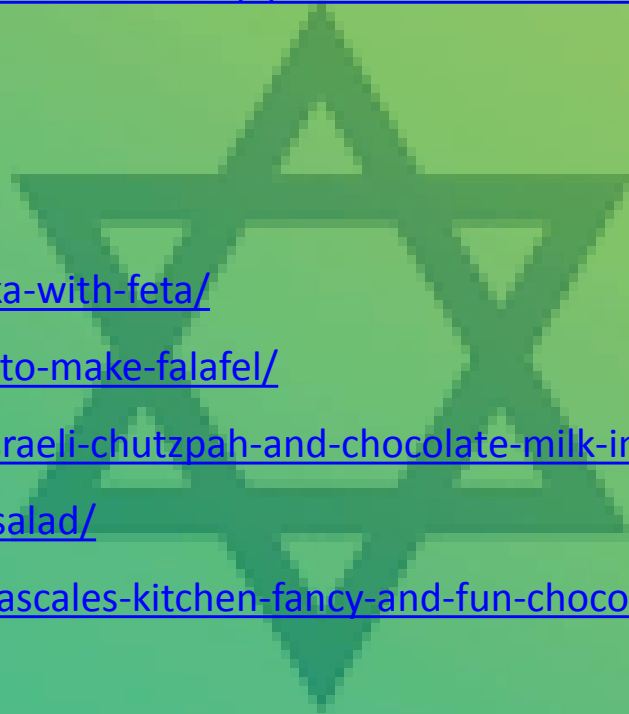 ka-with-feta/
to-make-falafel/
raeli-chutzpah-and-chocolate-milk-in
salad/
ascales-kitchen-fancy-and-fun-choco